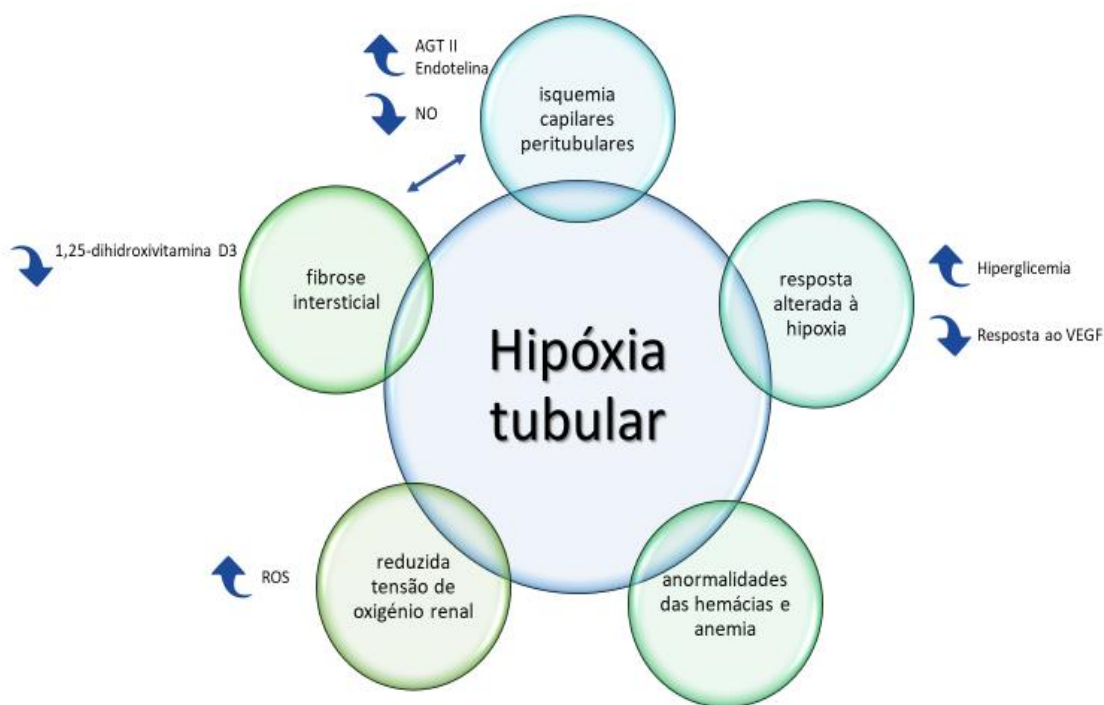 AGT II
Endotelina
NO
isquemia
capilares
peritubulares
1,25-dihidroxivitamina D3
fibrose
intersticial
resposta
alterada à
hipoxia
Hiperglicemia
Resposta ao VEGF
Hipóxia
tubular
ROS
reduzida
tensão de
oxigénio renal
anormalidades
das hemácias e
anemia